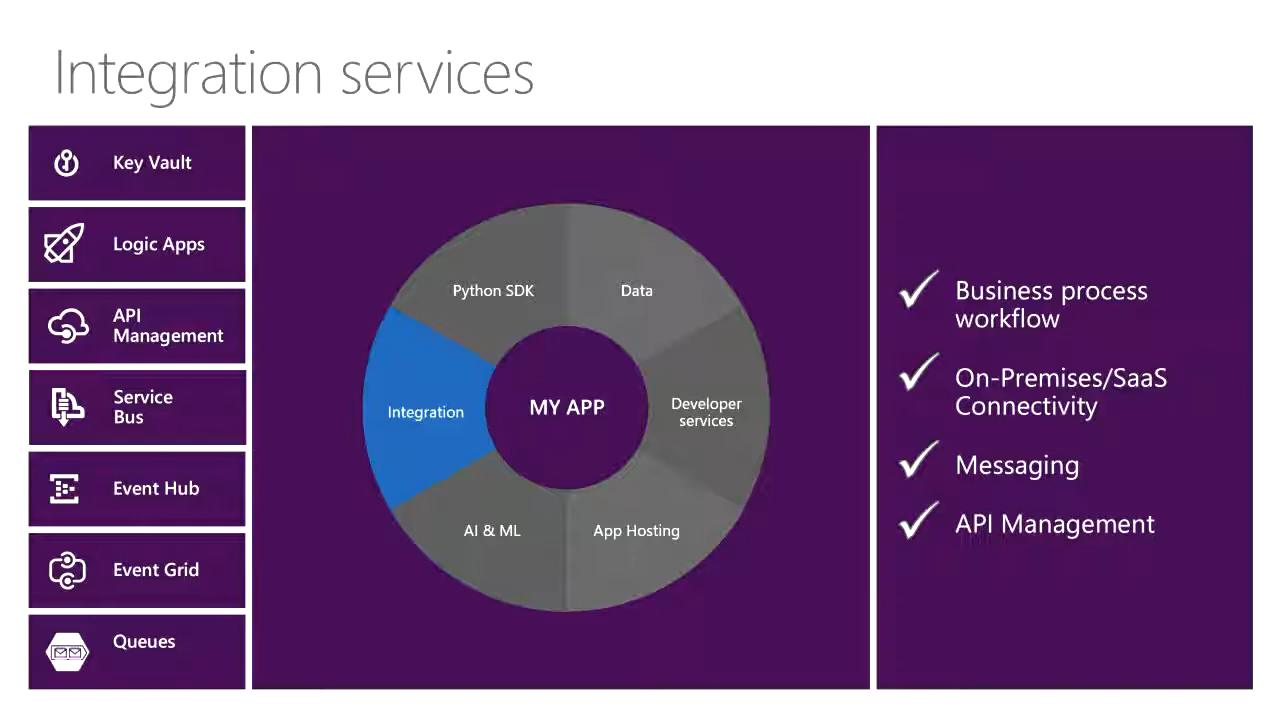 Integration services
Key Vault
Logic Apps
API
Management
Service
Bus
Event Hub
Event Grid
Queues
Python SDK
Data
Integration
MY APP
Developer
services
AI & ML
App Hosting
Business process
workflow
On-Premises/SaaS
Connectivity
Messaging
API Management